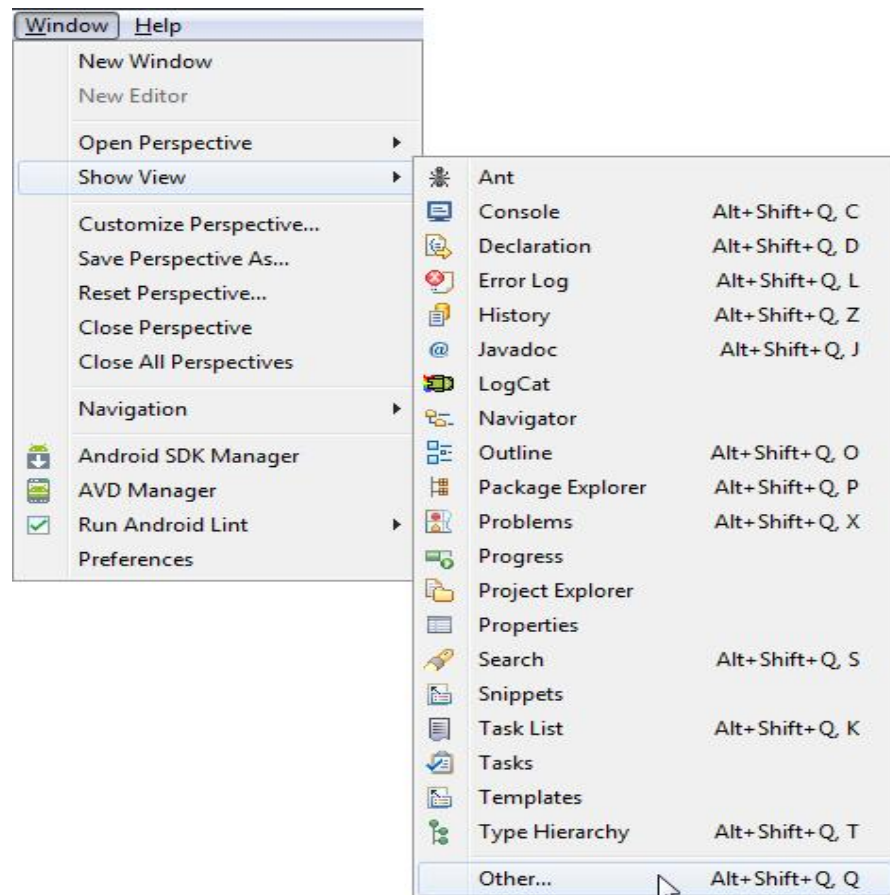 Window Help
New Window
New Editor
Open Perspective
Show View
Customize Perspective...
Save Perspective As...
Reset Perspective...
Close Perspective
Close All Perspectives
Navigation
Android SDK Manager
AVD Manager
Run Android Lint
Preferences
Ant
Console Alt+Shift+Q, C
Declaration Alt+Shift+Q, D
Error Log Alt+Shift+Q, L
History Alt+Shift+Q, Z
Javadoc Alt+Shift+Q, J
LogCat
Navigator
Outline Alt+Shift+Q, O
Package Explorer Alt+Shift+Q, P
Problems Alt+Shift+Q, X
Progress
Project Explorer
Properties
Search Alt+Shift+Q, S
Snippets
Task List Alt+Shift+Q, K
Tasks
Templates
Type Hierarchy Alt+Shift+Q, T
Other... Alt+Shift+Q, Q